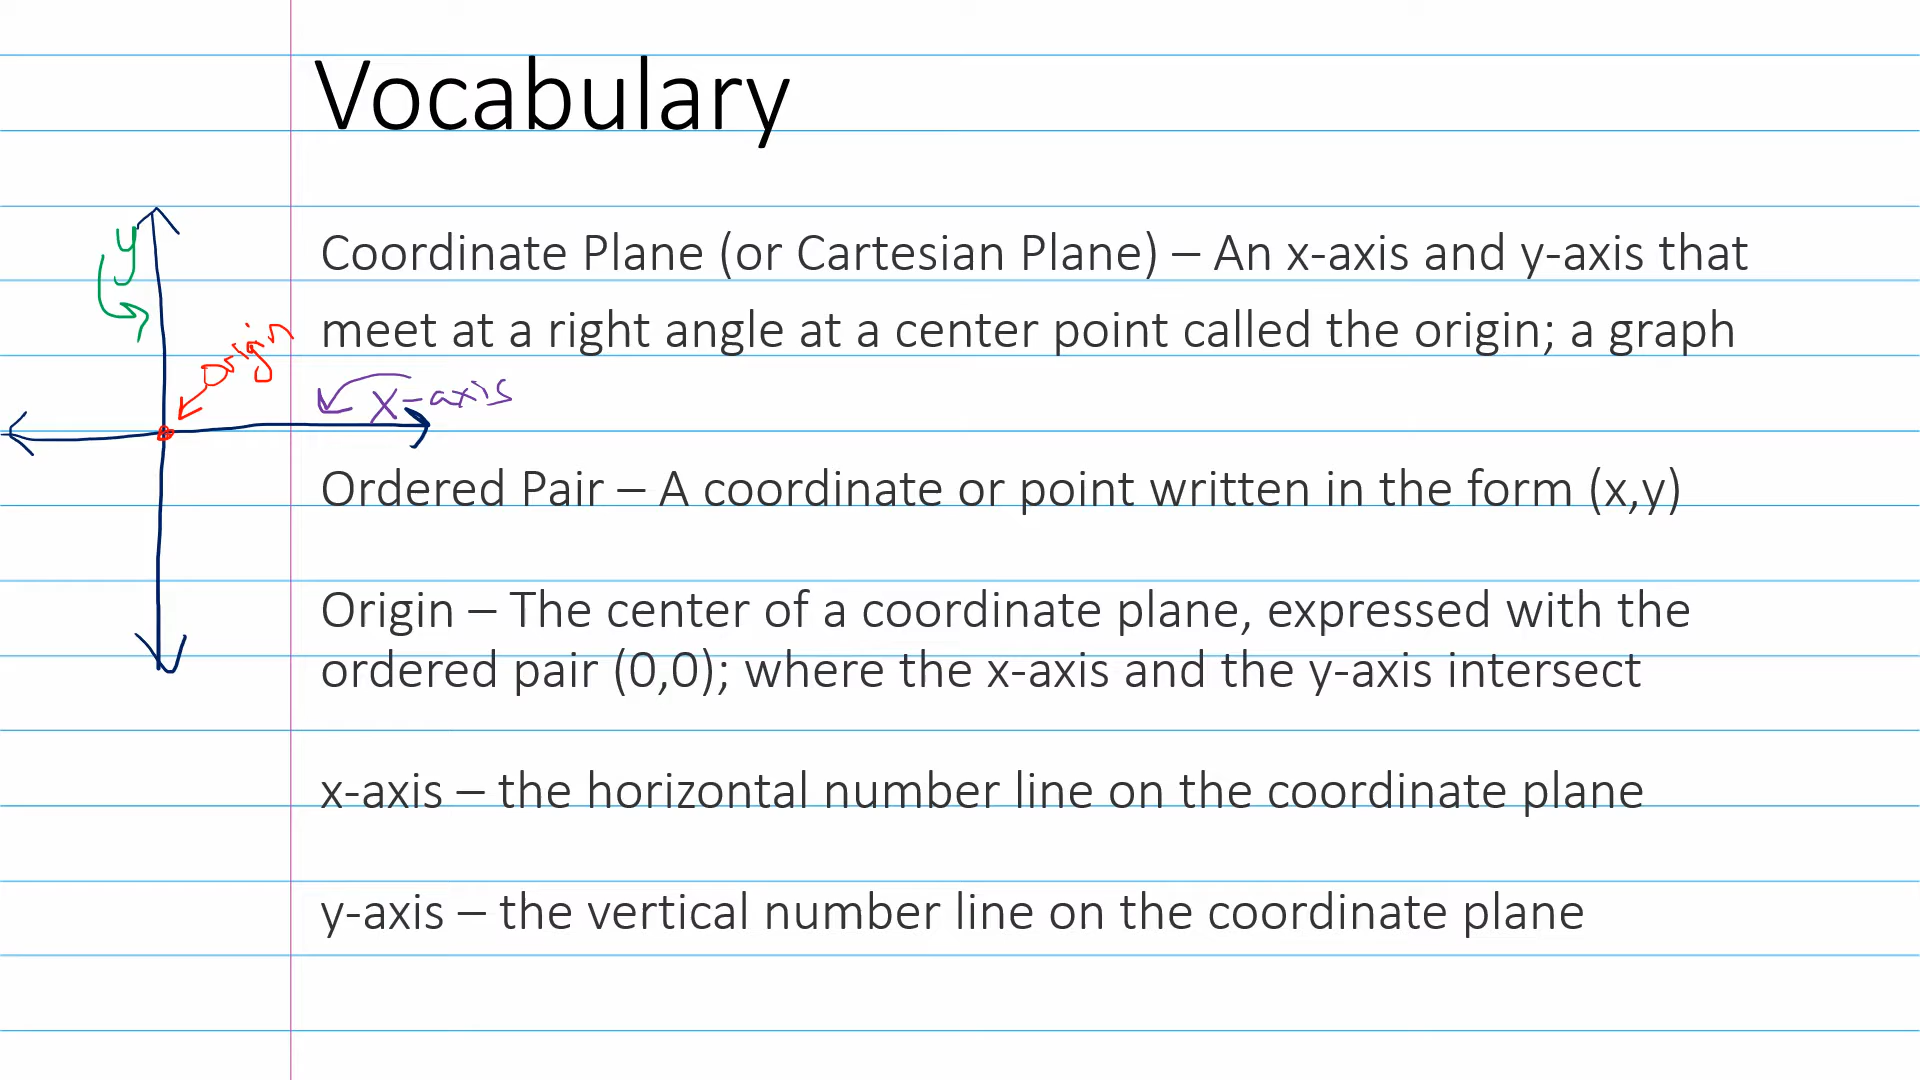 Vocabulary
y
Coordinate Plane (or Cartesian Plane) – An x-axis and y-axis that
meet at a right angle at a center point called the origin; a graph
origin
x-axis
Ordered Pair – A coordinate or point written in the form (x,y)
Origin – The center of a coordinate plane, expressed with the
ordered pair (0,0); where the x-axis and the y-axis intersect
x-axis – the horizontal number line on the coordinate plane
y-axis – the vertical number line on the coordinate plane